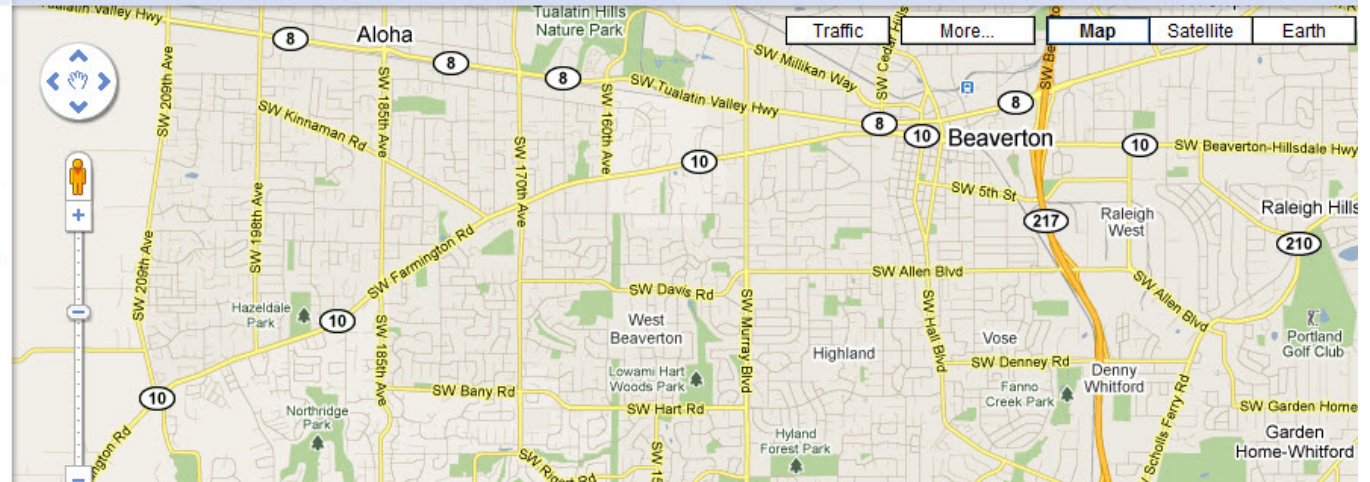 Tualatin Valley Hwy
8
Aloha
Tualatin Hills
Nature Park
Traffic
More...
Map
Satellite
Earth
SW 209th Ave
8
8
SW Tualatin Valley Hwy
SW Millikan Way
SW Cedar Hills
8
SW Kinnaman Rd
SW 185th Ave
SW 160th Ave
8
10
Beaverton
10
SW Beaverton-Hillsdale Hwy
10
SW 170th Ave
SW 198th Ave
SW 5th St
217
Raleigh
West
Raleigh Hills
210
SW 209th Ave
SW Farmington Rd
SW Davis Rd
SW Allen Blvd
SW Allen Blvd
Hazeldale
Park
10
SW 185th Ave
West
Beaverton
SW Murray Blvd
Highland
SW Hall Blvd
Vose
Portland
Golf Club
SW Denney Rd
Denny
Whitford
Lowami Hart
Woods Park
SW Bany Rd
Fanno
Creek Park
10
SW Hart Rd
SW Garden Home
Northridge
Park
Scholls Ferry Rd
Garden
Home-Whitford
Hyland
Forest Park